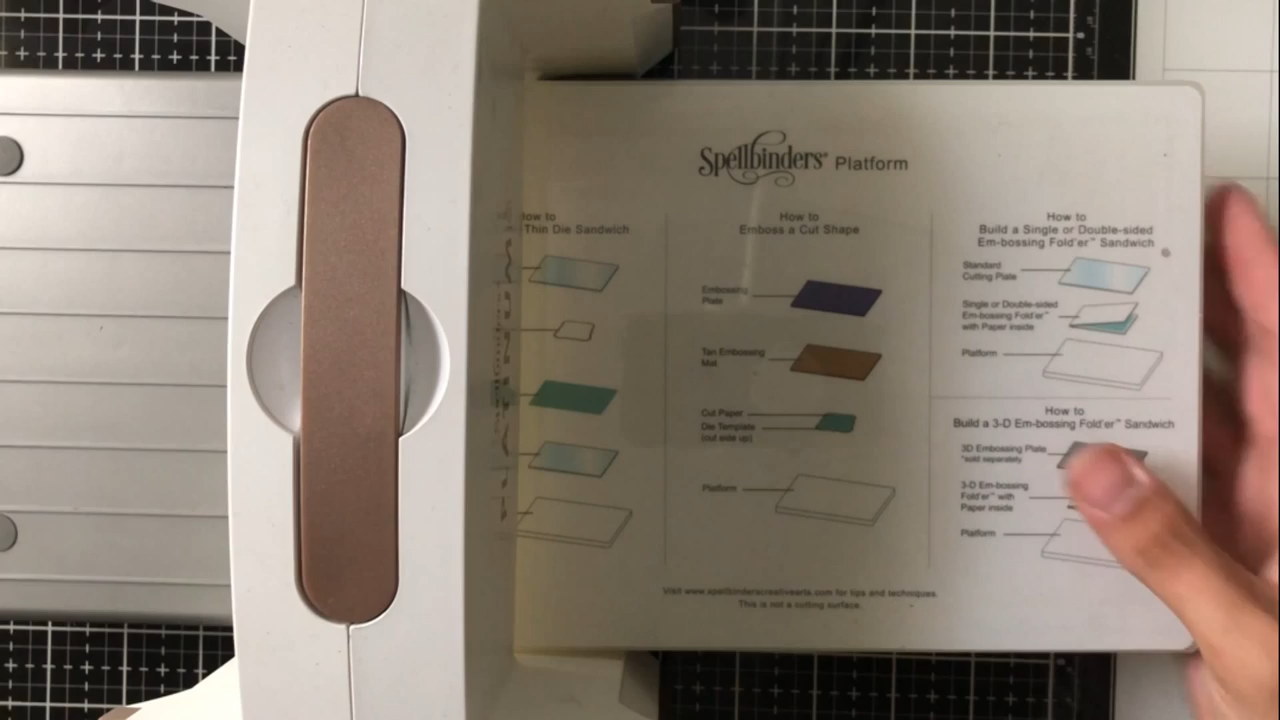 Spellbinders® Platform
How to
Thin Die Sandwich
How to
Emboss a Cut Shape
Embossing
Plate
Tan Embossing
Mat
Cut Paper
Die Template
(cut side up)
Platform
How to
Build a Single or Double-sided
Em-bossing Fold'er™ Sandwich
Standard
Cutting Plate
Single or Double-sided
Em-bossing Fold'er™
with Paper inside
Platform
How to
Build a 3-D Em-bossing Fold'er™ Sandwich
3D Embossing Plate
*sold separately
3-D Em-bossing
Fold'er™ with
Paper inside
Platform
Visit www.spellbinderscreativearts.com for tips and techniques.
This is not a cutting surface.